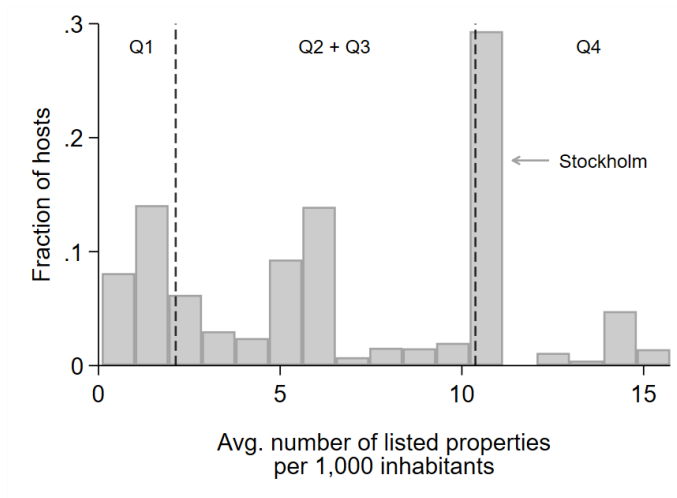 .3
Q1
Q2 + Q3
Q4
.2
Stockholm
.1
0
Fraction of hosts
0
5
10
15
Avg. number of listed properties
per 1,000 inhabitants